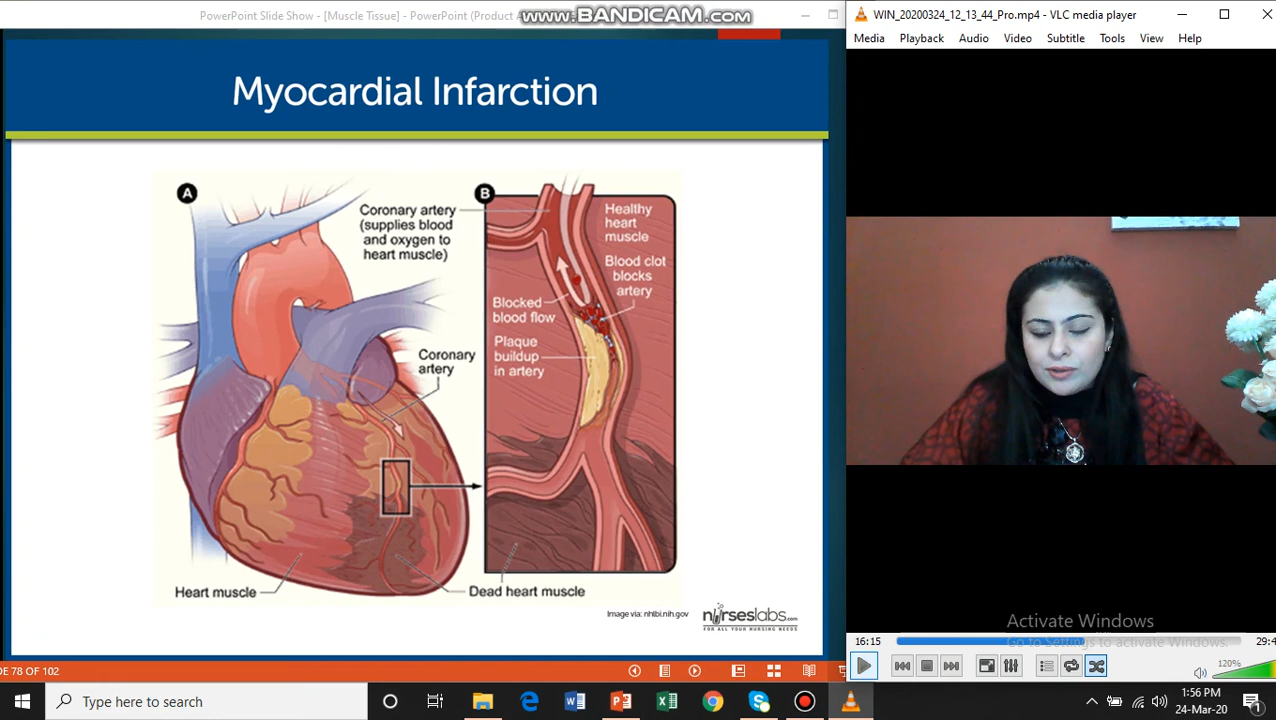 PowerPoint Slide Show - [Muscle Tissue] - PowerPoint (Product A
www.BANDICAM.com
WIN_20200324_12_13_44_Pro.mp4 - VLC media player
Media Playback Audio Video Subtitle Tools View Help
Myocardial Infarction
A
B
Coronary artery
(supplies blood
and oxygen to
heart muscle)
Healthy
heart
muscle
Blood clot
blocks
artery
Blocked
blood flow
Plaque
buildup
in artery
Coronary
artery
Heart muscle
Dead heart muscle
Image via: nhlbi.nih.gov
nurseslabs.com
FOR ALL YOUR NURSING NEEDS
Activate Windows
Go to Settings to activate Windows.
16:15
29:4
120%
DE 78 OF 102
Type here to search
1:56 PM
24-Mar-20
1